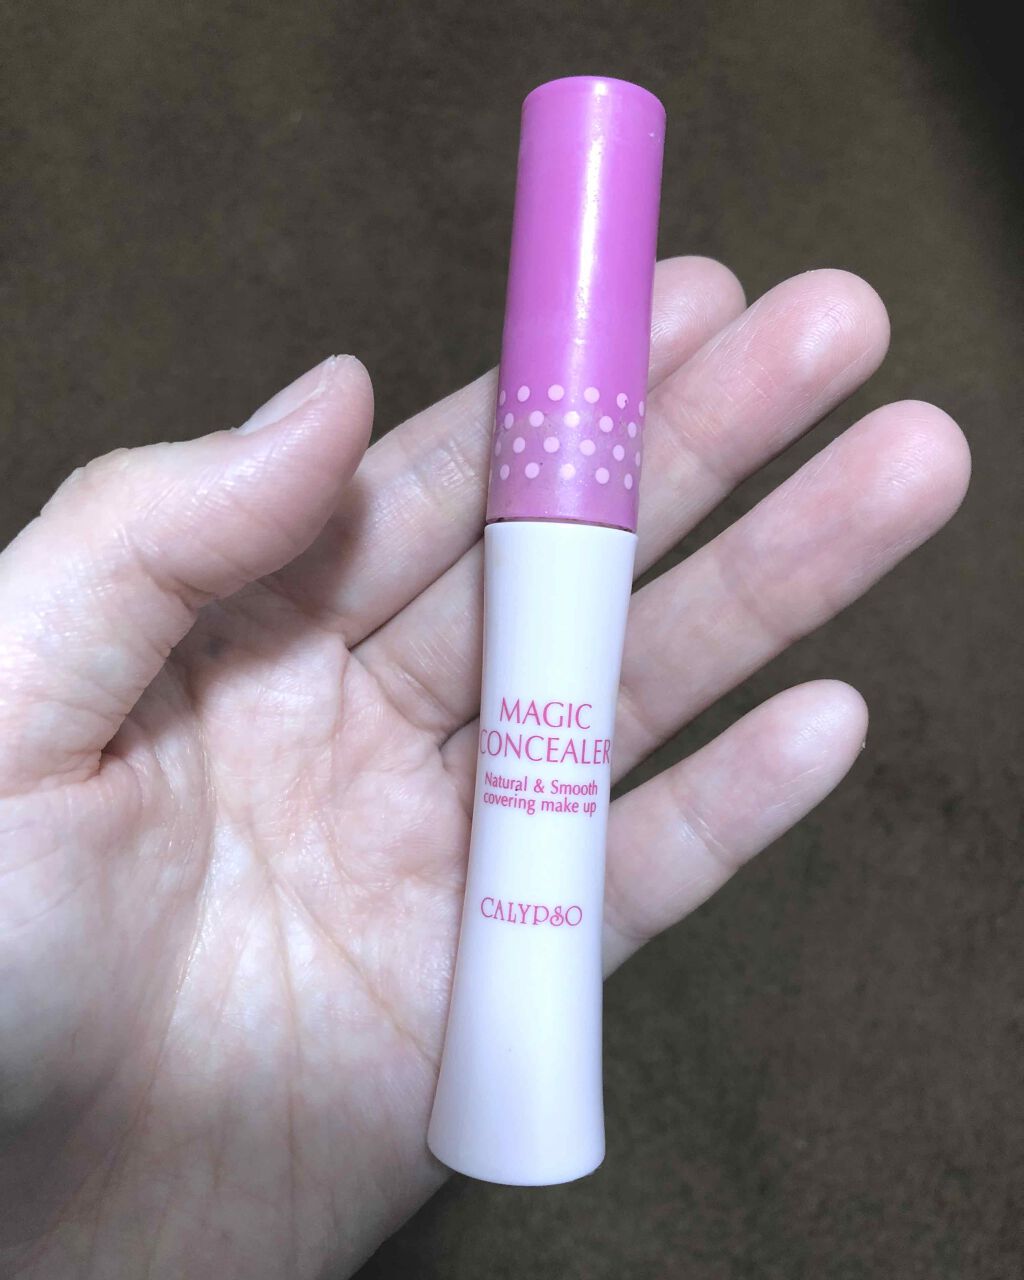 MAGIC
CONCEALER
Natural & Smooth
covering make up
CALYPSO